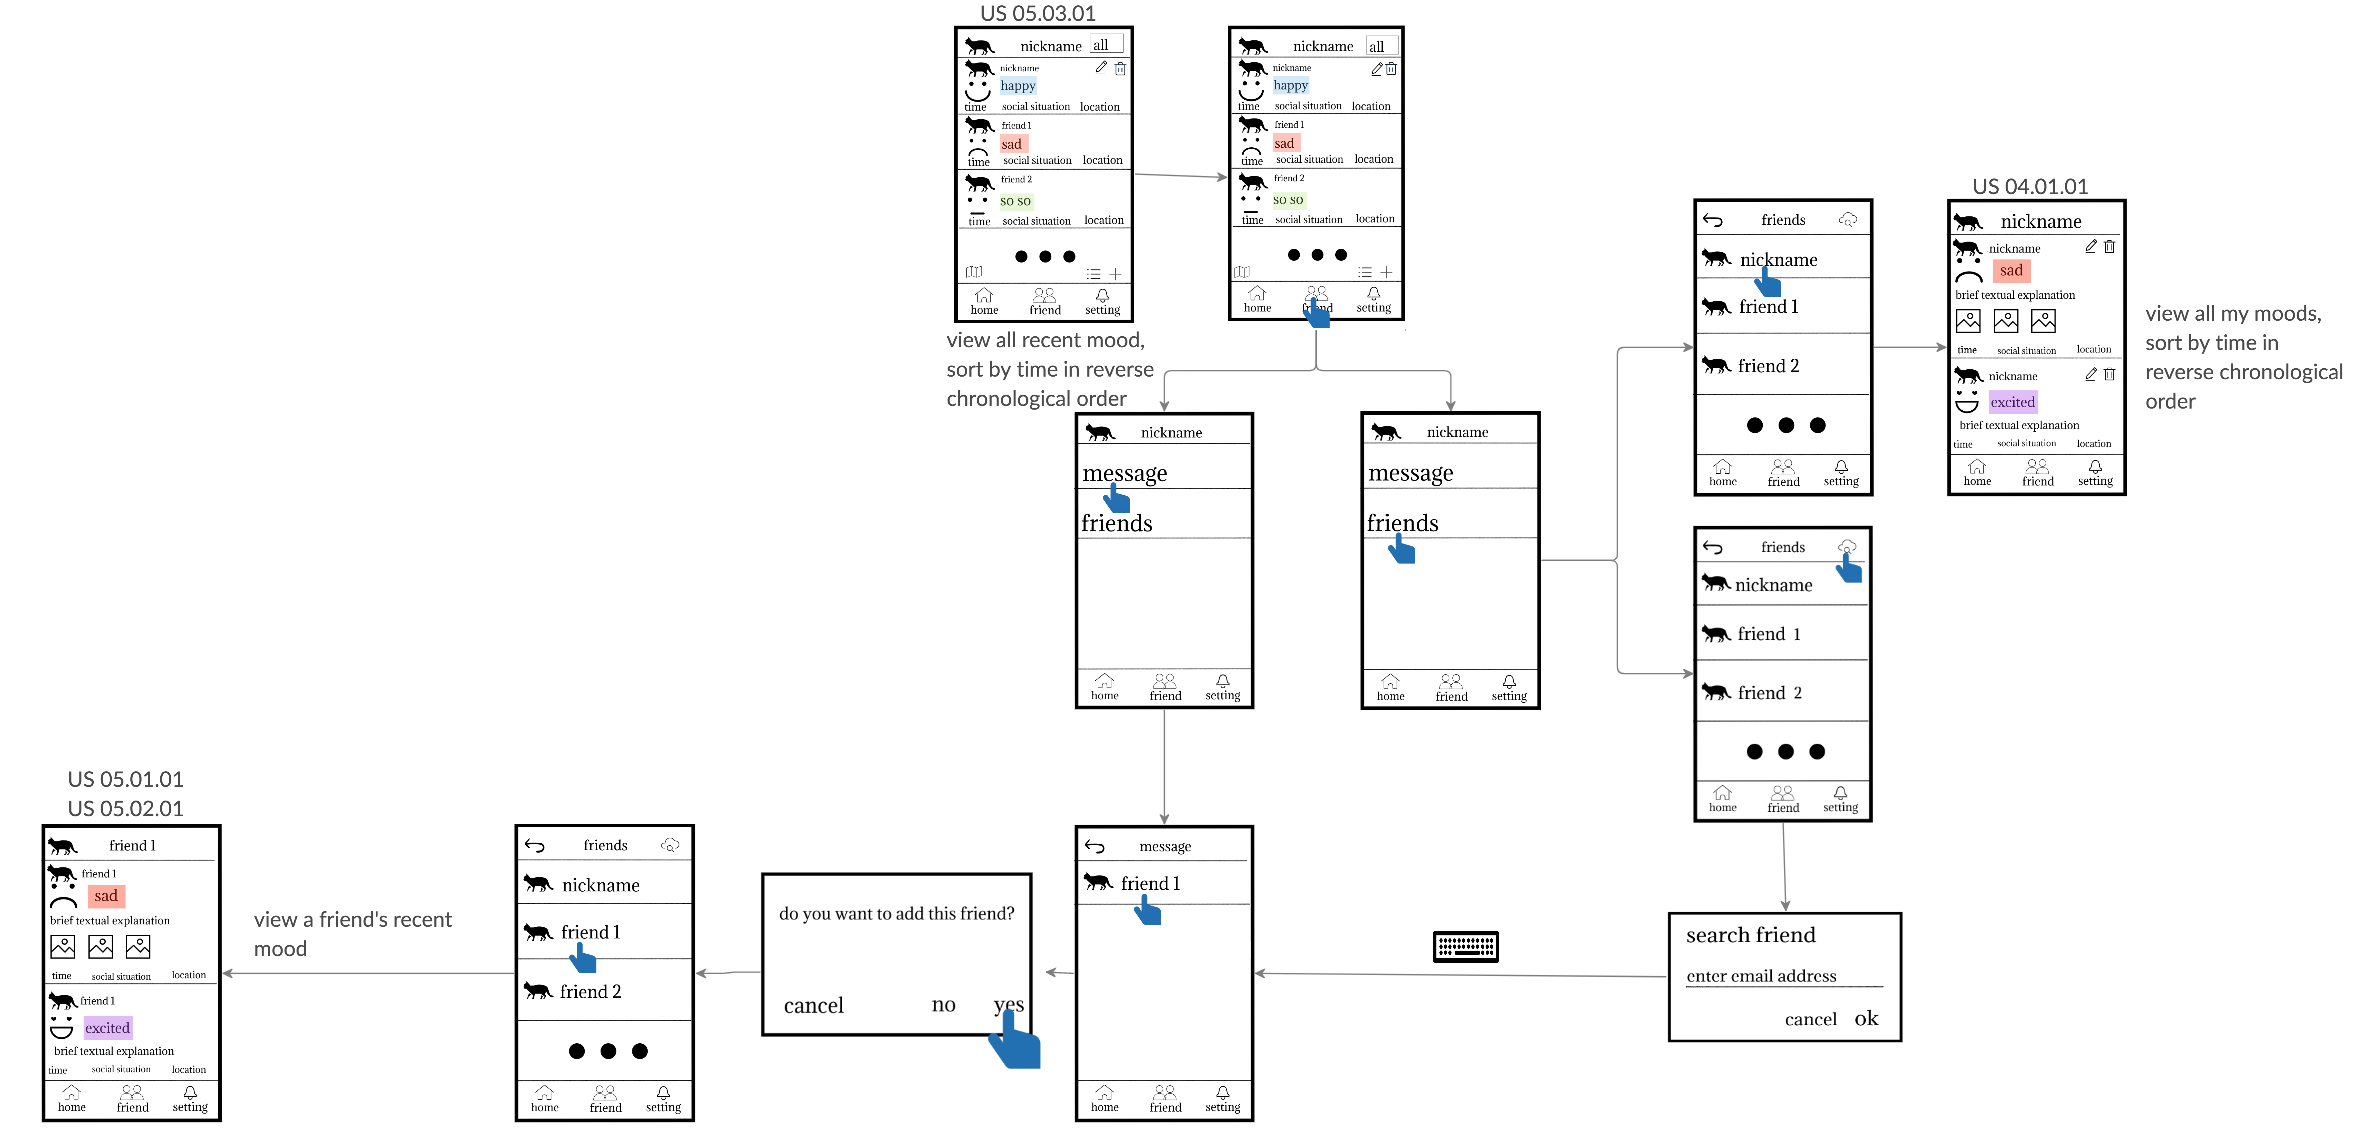 US 05.03.01
nickname all
nickname
happy
time social situation location
friend 1
sad
time social situation location
friend 2
so so
time social situation location
home friend setting
view all recent mood,
sort by time in reverse
chronological order
nickname all
nickname
happy
time social situation location
friend 1
sad
time social situation location
friend 2
so so
time social situation location
home friend setting
friends
nickname
friend 1
friend 2
home friend setting
US 04.01.01
nickname
nickname
sad
brief textual explanation
time social situation location
nickname
excited
brief textual explanation
time social situation location
home friend setting
view all my moods,
sort by time in
reverse chronological
order
nickname
message
friends
home friend setting
nickname
message
friends
home friend setting
friends
nickname
friend 1
friend 2
home friend setting
US 05.01.01
US 05.02.01
friend 1
friend 1
sad
brief textual explanation
time social situation location
friend 1
excited
brief textual explanation
time social situation location
home friend setting
view a friend's recent
mood
friends
nickname
friend 1
friend 2
home friend setting
do you want to add this friend?
cancel no yes
message
friend 1
home friend setting
search friend
enter email address
cancel ok